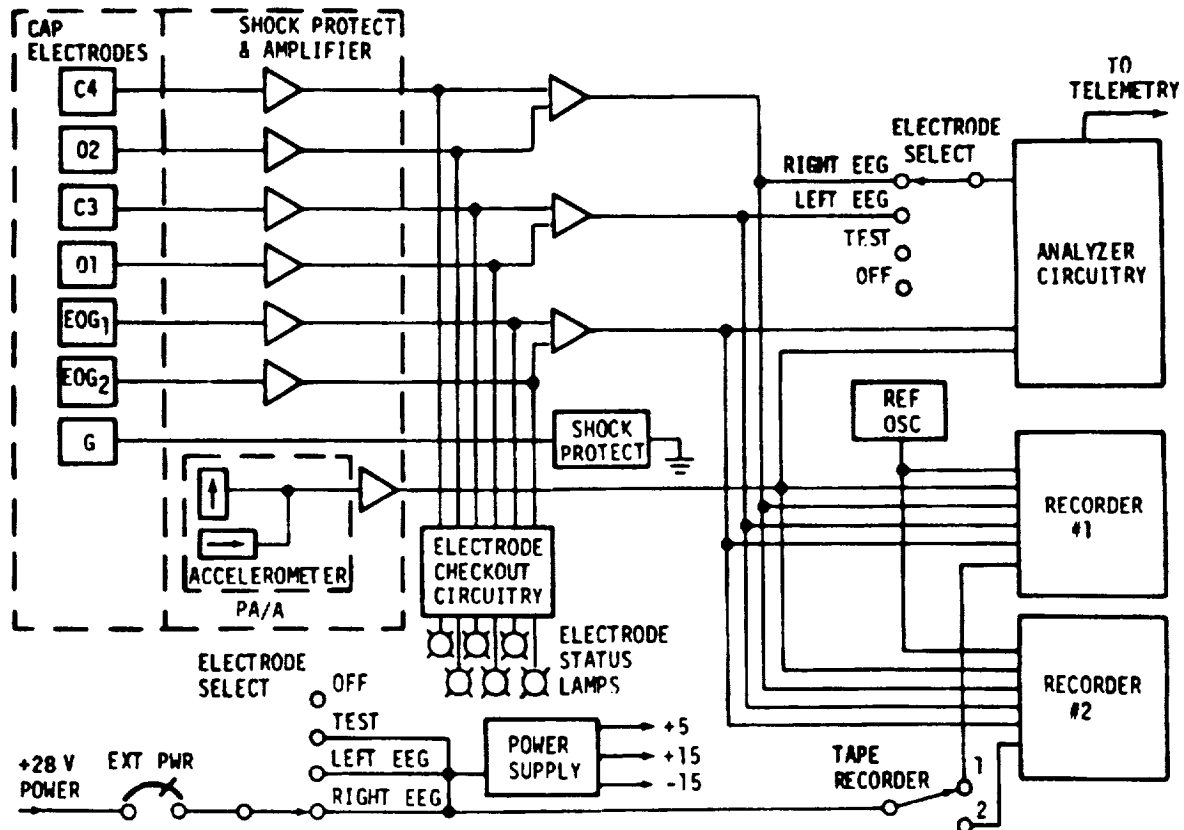 CAP
ELECTRODES
SHOCK PROTECT
& AMPLIFIER
C4
O2
C3
O1
EOG1
EOG2
G
ACCELEROMETER
PA/A
SHOCK
PROTECT
ELECTRODE
CHECKOUT
CIRCUITRY
ELECTRODE
STATUS
LAMPS
TO
TELEMETRY
ELECTRODE
SELECT
RIGHT EEG
LEFT EEG
TEST
OFF
ANALYZER
CIRCUITRY
REF
OSC
RECORDER
#1
RECORDER
#2
ELECTRODE
SELECT
OFF
TEST
LEFT EEG
RIGHT EEG
+28 V
POWER
EXT PWR
POWER
SUPPLY
+5
+15
-15
TAPE
RECORDER
1
2